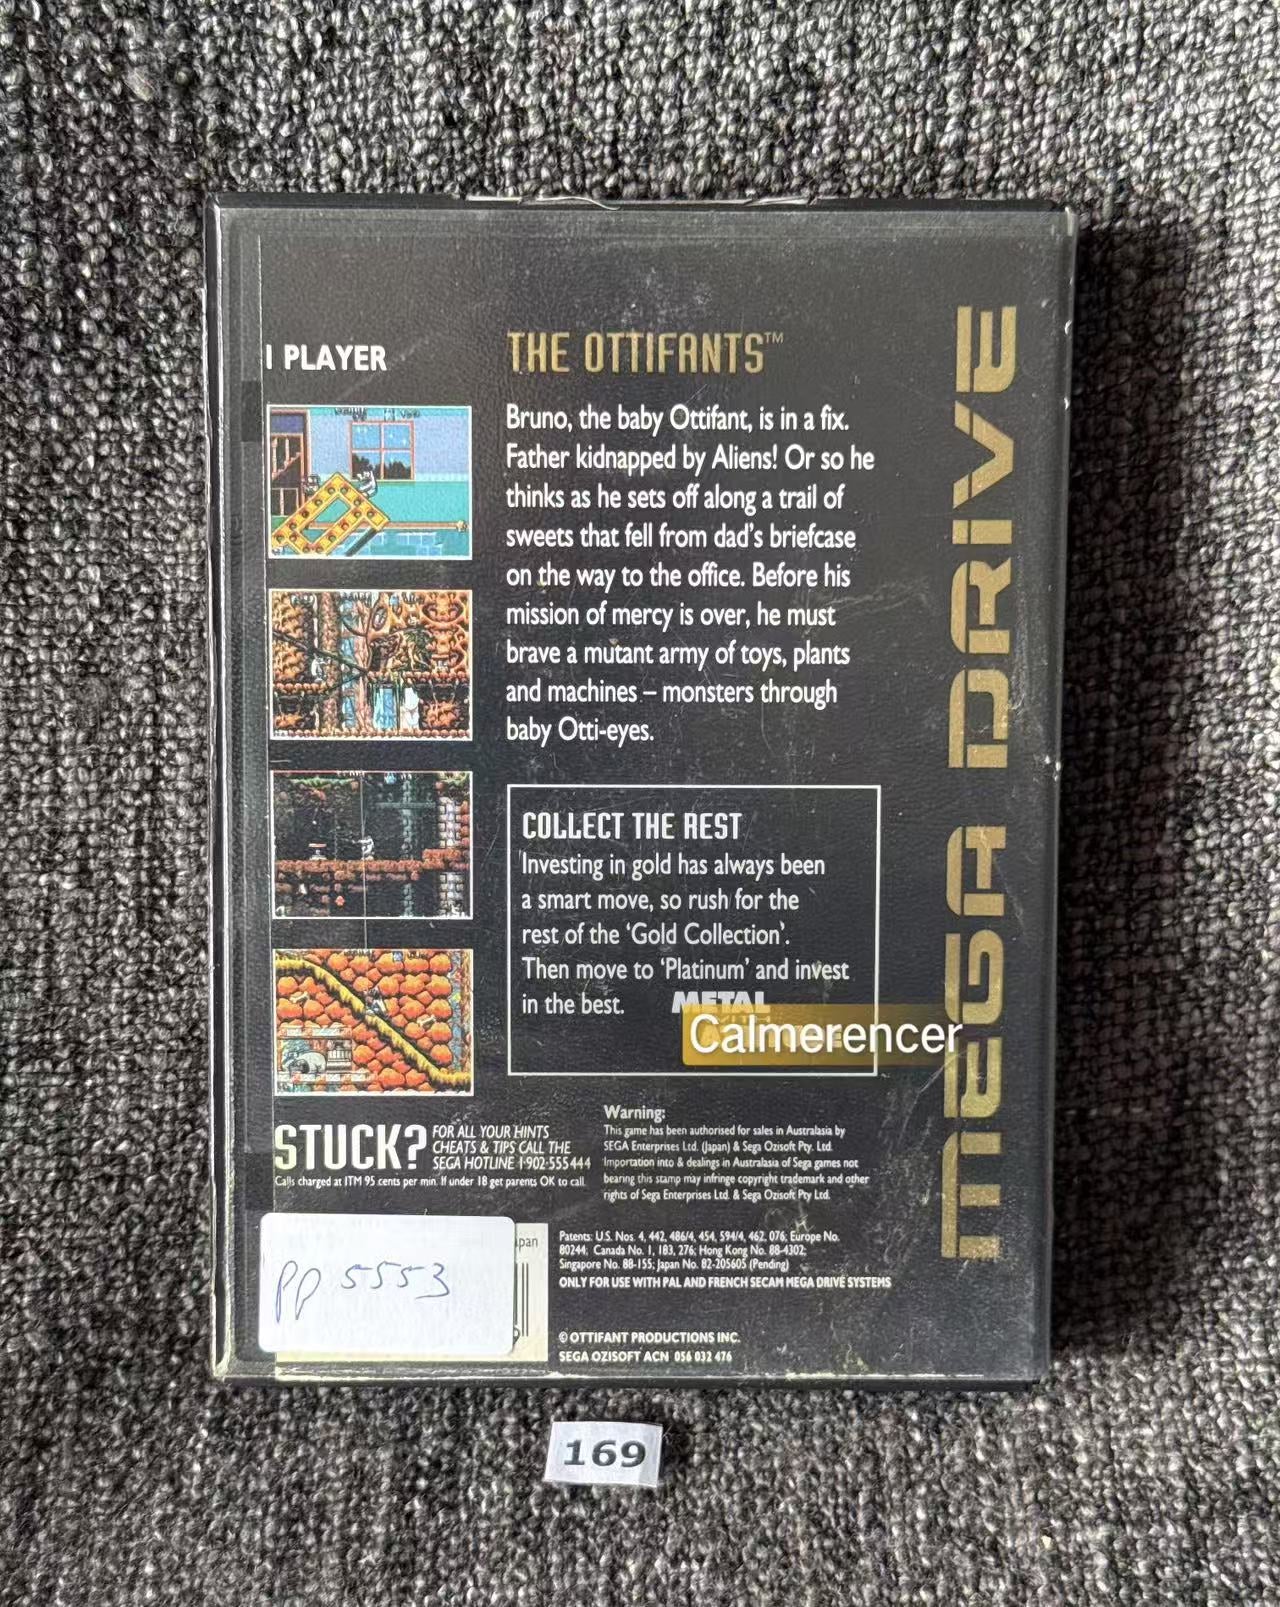 1 PLAYER
THE OTTIFANTS™
Bruno, the baby Ottifant, is in a fix.
Father kidnapped by Aliens! Or so he
thinks as he sets off along a trail of
sweets that fell from dad's briefcase
on the way to the office. Before his
mission of mercy is over, he must
brave a mutant army of toys, plants
and machines – monsters through
baby Otti-eyes.
COLLECT THE REST
Investing in gold has always been
a smart move, so rush for the
rest of the 'Gold Collection'.
Then move to 'Platinum' and invest
in the best.
METAL
Calmerencer
MEGA DRIVE
STUCK?
FOR ALL YOUR HINTS
CHEATS & TIPS CALL THE
SEGA HOTLINE 1-902-555444
Calls charged at ITM 95 cents per min. If under 18 get parents OK to call.
Warning:
This game has been authorised for sales in Australasia by
SEGA Enterprises Ltd. (Japan) & Sega Ozisoft Pty. Ltd.
Importation into & dealings in Australasia of Sega games not
bearing this stamp may infringe copyright trademark and other
rights of Sega Enterprises Ltd. & Sega Ozisoft Pty Ltd.
Patents: U.S. Nos. 4, 442, 486/4, 454, 594/4, 462, 076; Europe No.
80244; Canada No. 1, 183, 276; Hong Kong No. 88-4302;
Singapore No. 88-155; Japan No. 82-205605 (Pending)
ONLY FOR USE WITH PAL AND FRENCH SECAM MEGA DRIVE SYSTEMS
pp 5553
© OTTIFANT PRODUCTIONS INC.
SEGA OZISOFT ACN 056 032 476
169